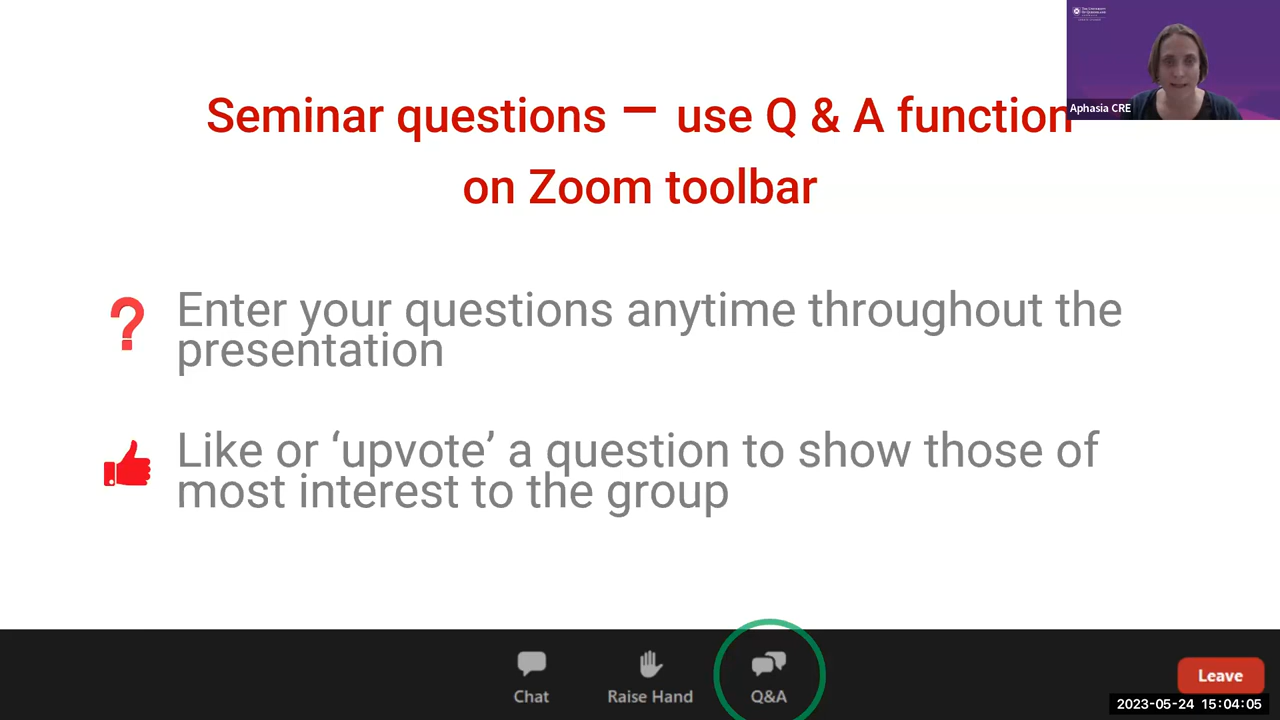 Seminar questions – use Q & A function
on Zoom toolbar
Aphasia CRE
Enter your questions anytime throughout the
presentation
Like or ‘upvote’ a question to show those of
most interest to the group
Chat
Raise Hand
Q&A
Leave
2023-05-24 15:04:05